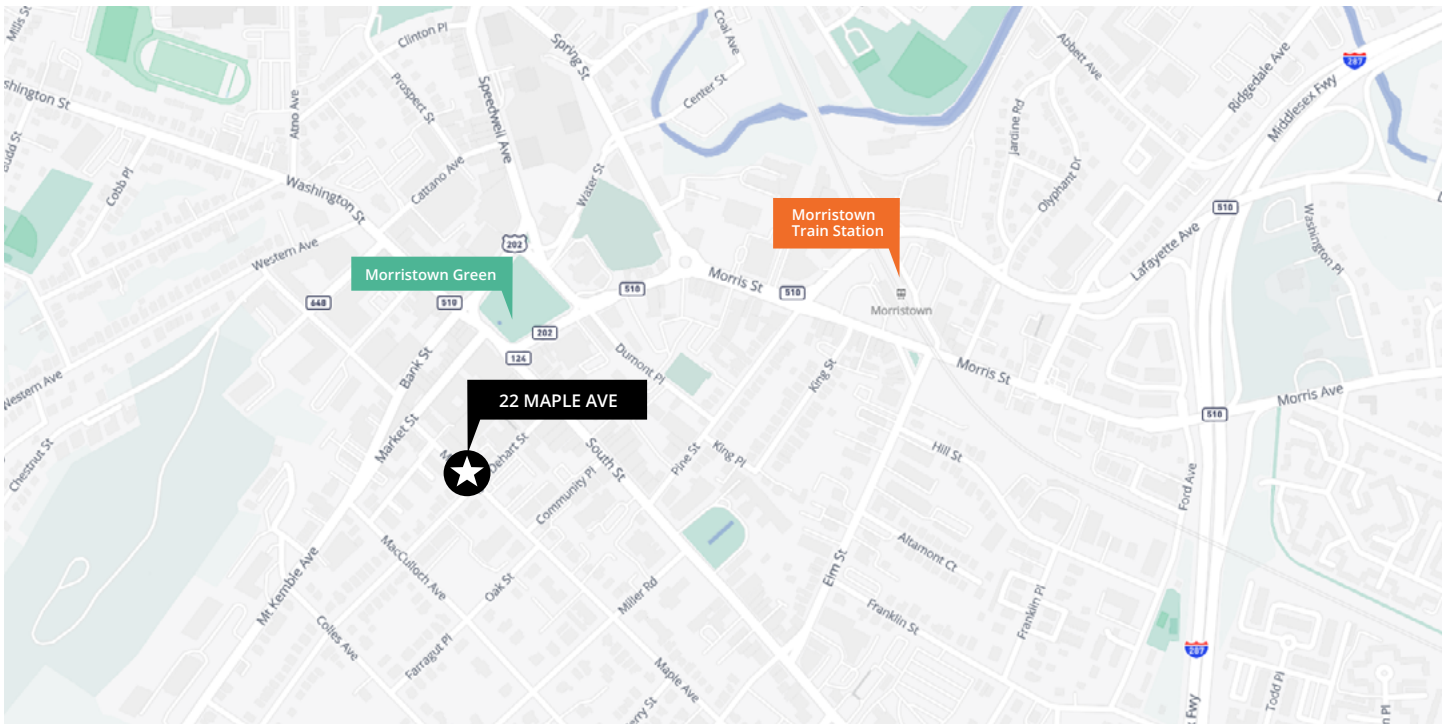 Mills St
Clinton Pl
Spring St
Coal Ave
Abbett Ave
Ridgedale Ave
287
Middlesex Fwy
shington St
Atno Ave
Prospect St
Speedwell Ave
Center St
Jardine Rd
Olyphant Dr
Cobb Pl
Washington St
Cattano Ave
Water St
Morristown
Train Station
510
Washington Pl
Lafayette Ave
Western Ave
202
Morristown Green
Morris St
510
510
Morristown
648
510
202
124
Bank St
Dumont Pl
King St
Morris St
Morris Ave
510
Western Ave
22 MAPLE AVE
Market St
Dehart St
South St
Pine St
King Pl
Hill St
Chestnut St
Community Pl
Ford Ave
Mt Kemble Ave
MacCulloch Ave
Oak St
Miller Rd
Elm St
Altamont Ct
Franklin St
Franklin Pl
Colles Ave
Farragut Pl
Maple Ave
287
Todd Pl
Fwy
erry St
n Pl
Pl